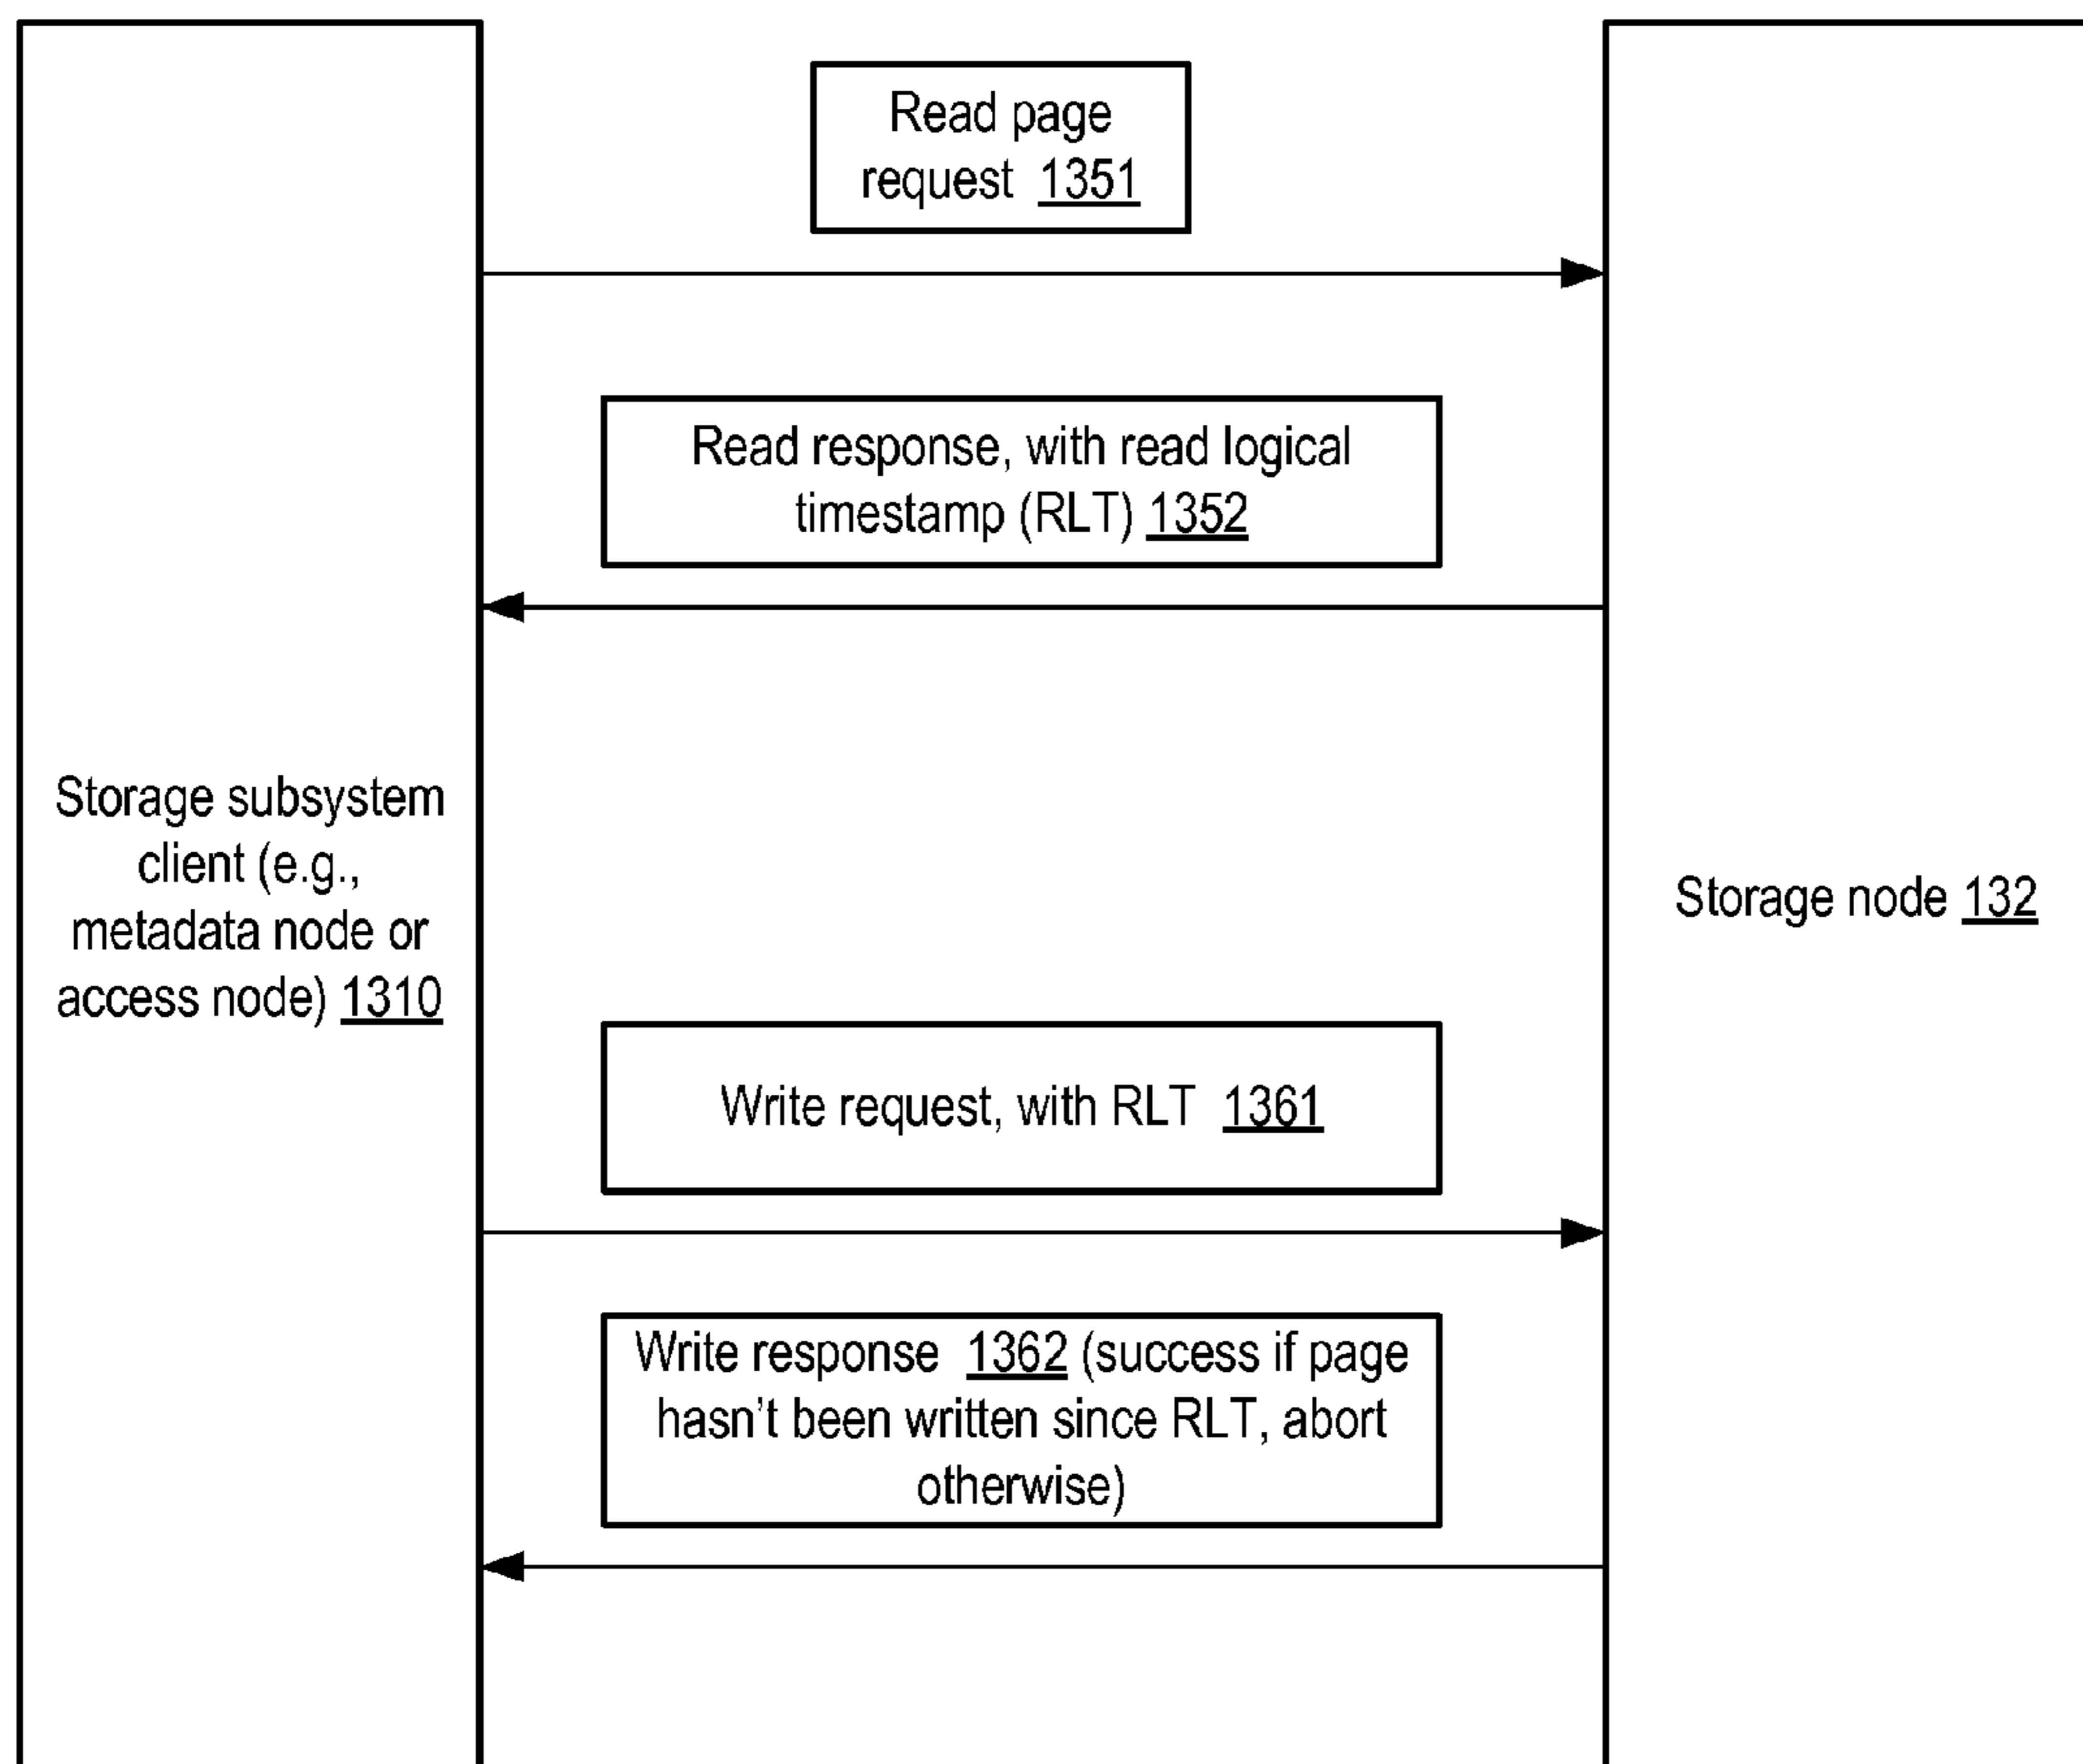 Read page
request 1351
Read response, with read logical
timestamp (RLT) 1352
Storage subsystem
client (e.g.,
metadata node or
access node) 1310
Storage node 132
Write request, with RLT 1361
Write response 1362 (success if page
hasn't been written since RLT, abort
otherwise)